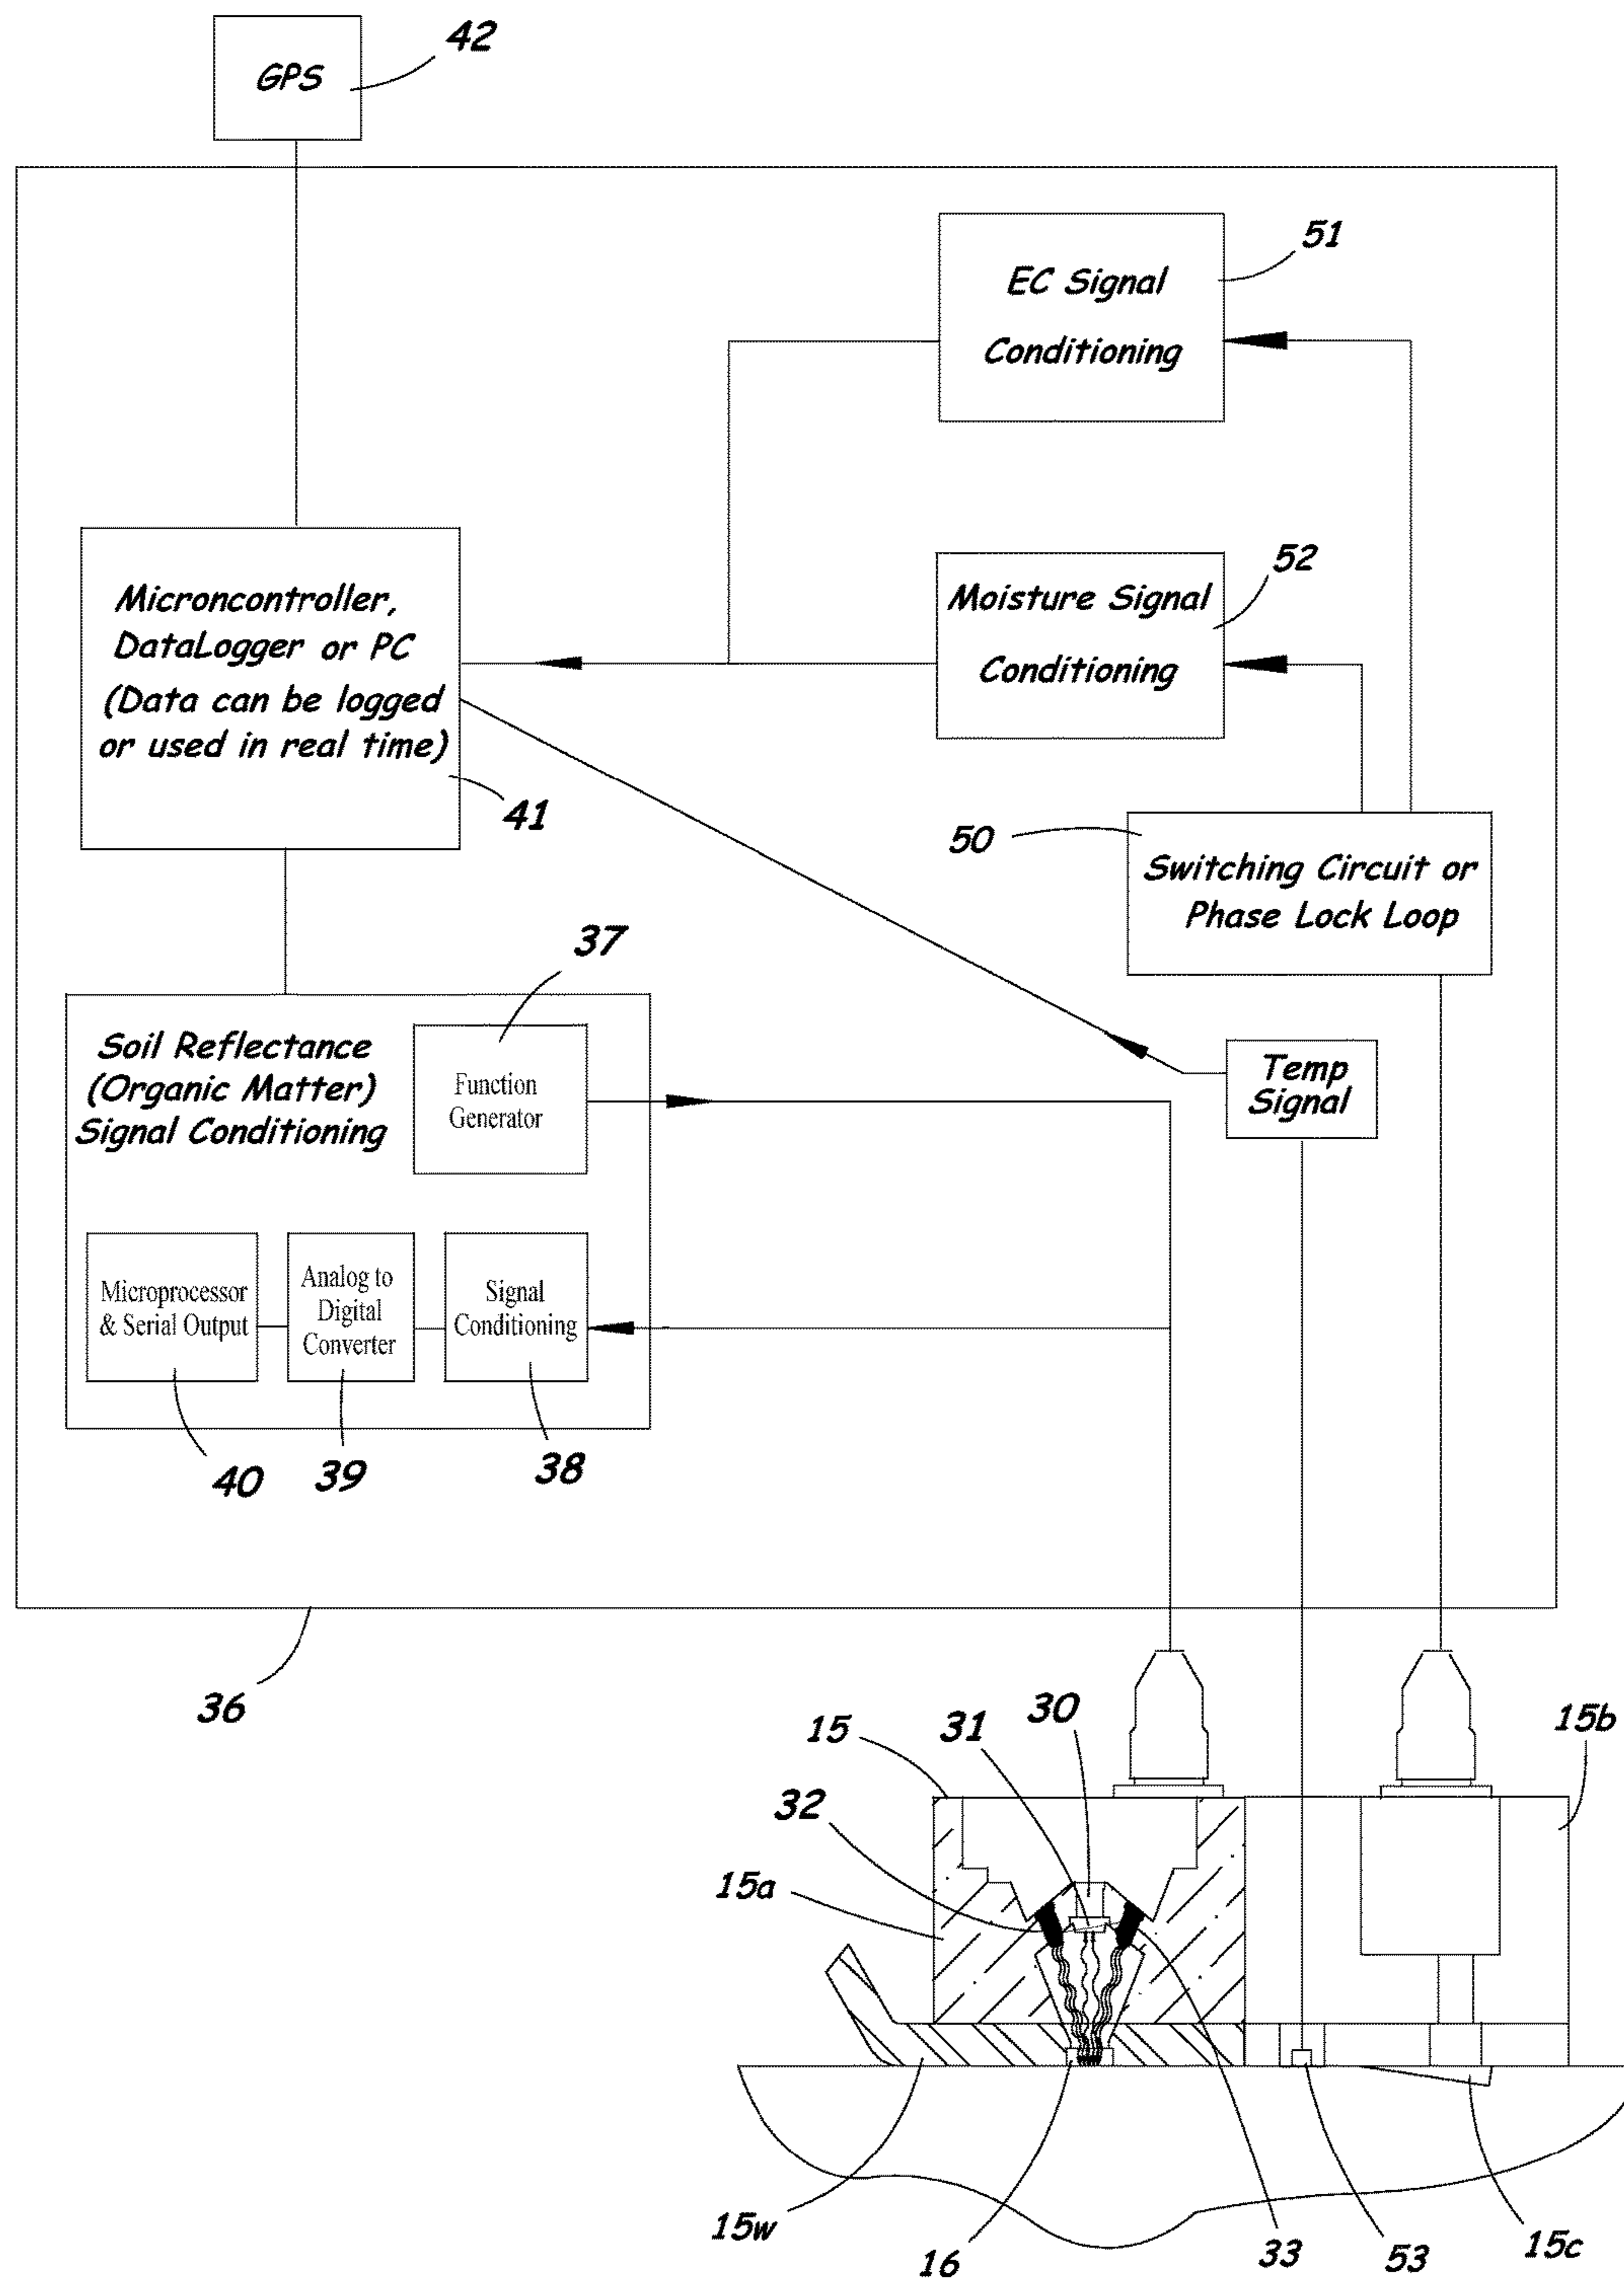 42
GPS
51
EC Signal
Conditioning
52
Moisture Signal
Conditioning
Microncontroller,
DataLogger or PC
(Data can be logged
or used in real time)
41
50
Switching Circuit or
Phase Lock Loop
37
Soil Reflectance
(Organic Matter)
Signal Conditioning
Function
Generator
Temp
Signal
Microprocessor
& Serial Output
Analog to
Digital
Converter
Signal
Conditioning
40
39
38
36
15
31
30
15b
32
15a
15w
16
33
53
15c